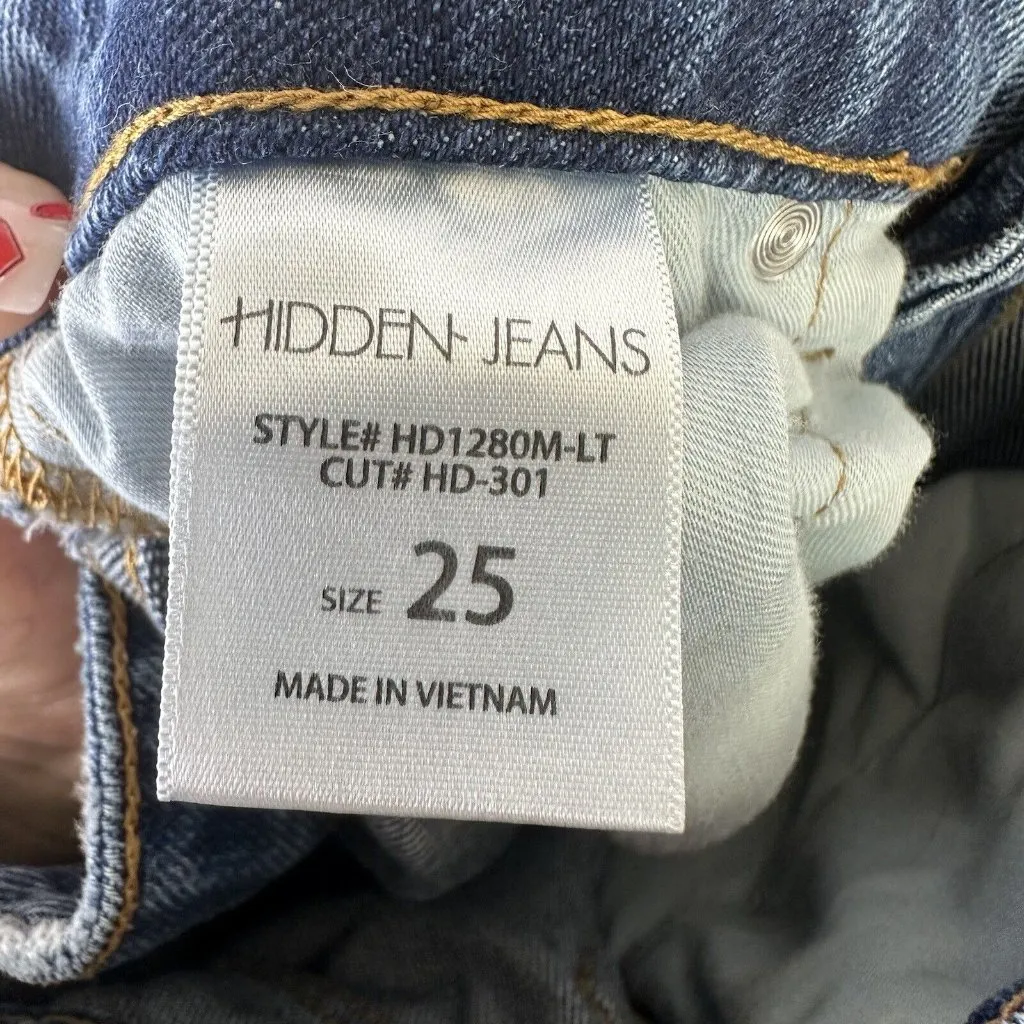 HIDDEN JEANS
STYLE# HD1280M-LT
CUT# HD-301
SIZE 25
MADE IN VIETNAM